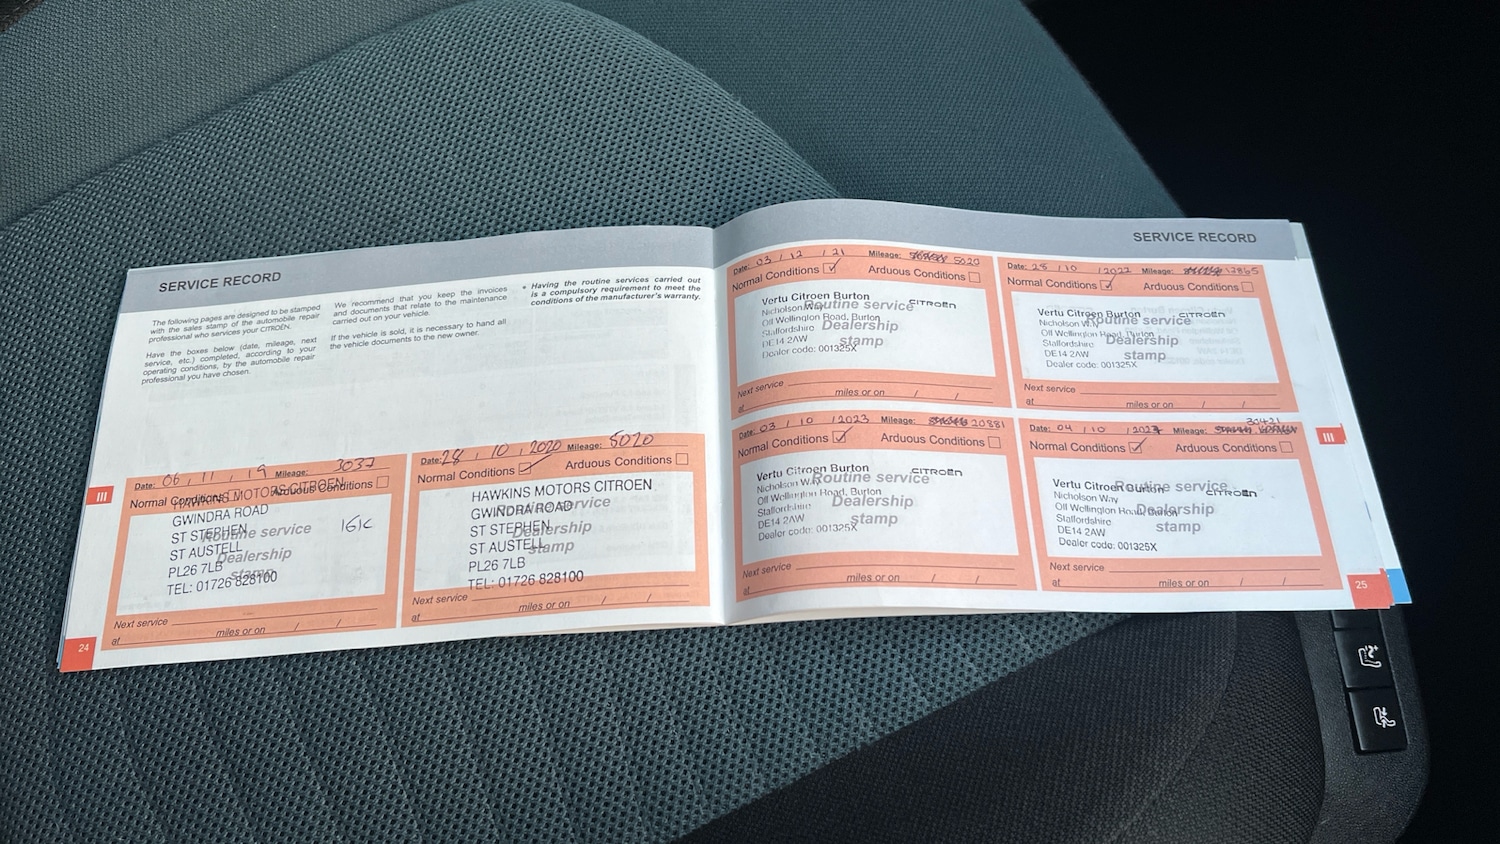 SERVICE RECORD
The following pages are designed to be stamped
with the sales stamp of the automobile repair
professional who services your CITROËN.
Have the boxes below (date, mileage, next
service, etc.) completed, according to your
operating conditions, by the automobile repair
professional you have chosen.
We recommend that you keep the invoices
and documents that relate to the maintenance
carried out on your vehicle.
If the vehicle is sold, it is necessary to hand all
the vehicle documents to the new owner.
• Having the routine services carried out
is a compulsory requirement to meet the
conditions of the manufacturer's warranty.
III
Date: 06 / 11 / 19 Mileage: 3037
Normal Conditions Arduous Conditions
HAWKINS MOTORS CITROEN
GWINDRA ROAD
ST STEPHEN
ST AUSTELL
PL26 7LB
TEL: 01726 828100
Routine service
Dealership
stamp
161c
Next service
at miles or on / /
Date: 28 / 10 / 2020 Mileage: 5020
Normal Conditions Arduous Conditions
HAWKINS MOTORS CITROEN
GWINDRA ROAD
ST STEPHEN
ST AUSTELL
PL26 7LB
TEL: 01726 828100
Routine service
Dealership
stamp
Next service
at miles or on / /
24
SERVICE RECORD
Date: 03 / 12 / 21 Mileage: 5020
Normal Conditions ✓ Arduous Conditions
Vertu Citroen Burton
Nicholson Way
Off Wellington Road, Burton
Staffordshire
DE14 2AW
Dealer code: 001325X
CITROËN
Routine service
Dealership
stamp
Next service
at miles or on / /
Date: 28 / 10 / 2022 Mileage: 12865
Normal Conditions ✓ Arduous Conditions
Vertu Citroen Burton
Nicholson Way
Off Wellington Road, Burton
Staffordshire
DE14 2AW
Dealer code: 001325X
CITROËN
Routine service
Dealership
stamp
Next service
at miles or on / /
Date: 03 / 10 / 2023 Mileage: 20881
Normal Conditions ✓ Arduous Conditions
Vertu Citroen Burton
Nicholson Way
Off Wellington Road, Burton
Staffordshire
DE14 2AW
Dealer code: 001325X
CITROËN
Routine service
Dealership
stamp
Next service
at miles or on / /
30421
Date: 04 / 10 / 2024 Mileage:
Normal Conditions ✓ Arduous Conditions
Vertu Citroen Burton
Nicholson Way
Off Wellington Road, Burton
Staffordshire
DE14 2AW
Dealer code: 001325X
CITROËN
Routine service
Dealership
stamp
Next service
at miles or on / /
III
25